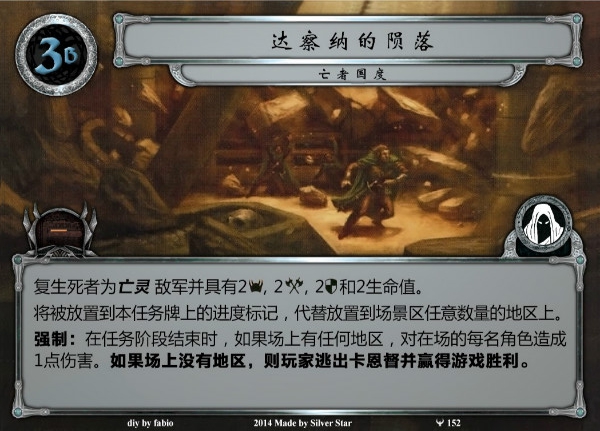 3B
达察纳的陨落
亡者国度
复生死者为亡灵 敌军并具有2, 2, 2和2生命值。
将被放置到本任务牌上的进度标记，代替放置到场景区任意数量的地区上。
强制：在任务阶段结束时，如果场上有任何地区，对在场的每名角色造成
1点伤害。如果场上没有地区，则玩家逃出卡恩督并赢得游戏胜利。
diy by fabio 2014 Made by Silver Star 152